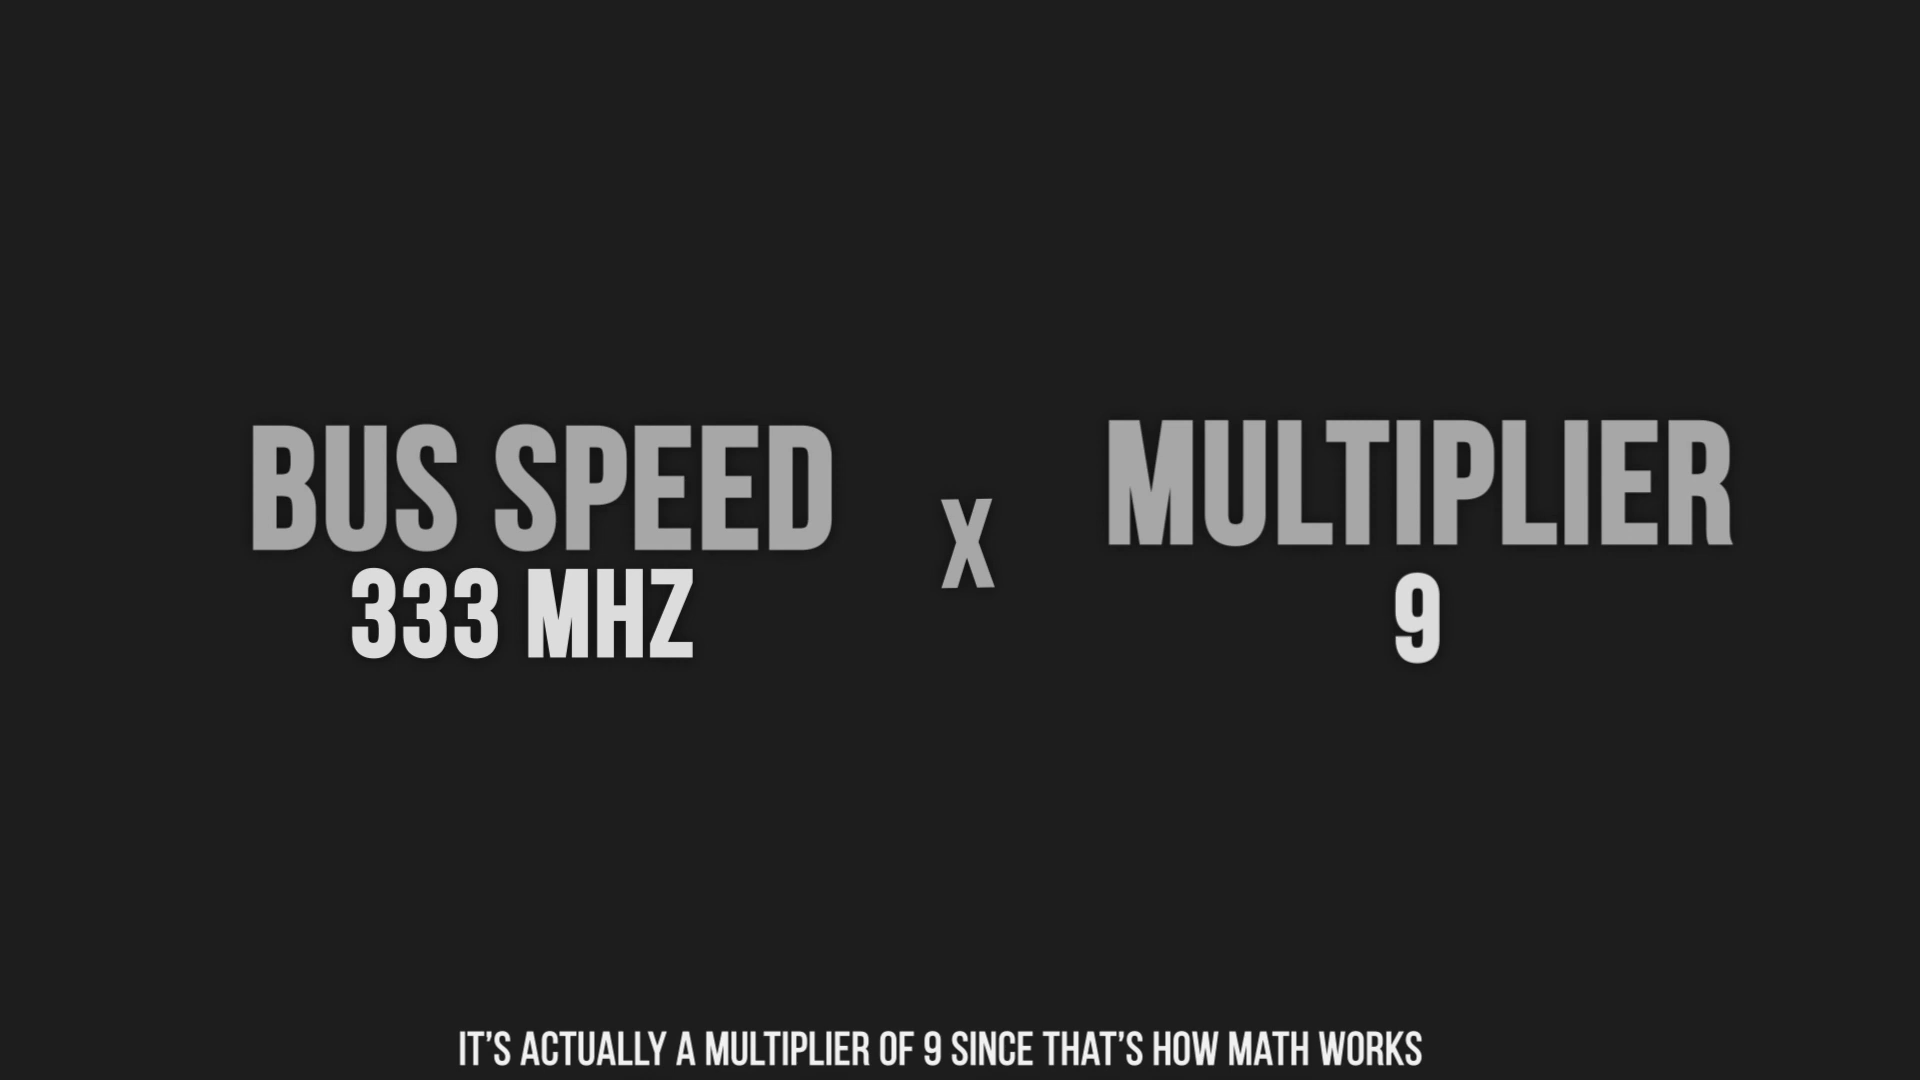 BUS SPEED
333 MHZ
X
MULTIPLIER
9
IT'S ACTUALLY A MULTIPLIER OF 9 SINCE THAT'S HOW MATH WORKS